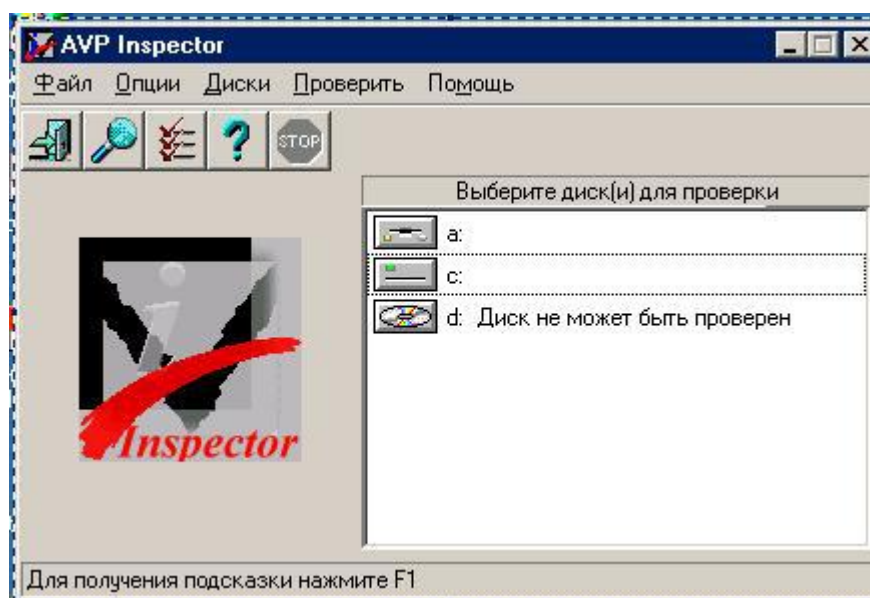 AVP Inspector
Файл Опции Диски Проверить Помощь
STOP
Выберите диск(и) для проверки
a:
c:
d: Диск не может быть проверен
Inspector
Для получения подсказки нажмите F1